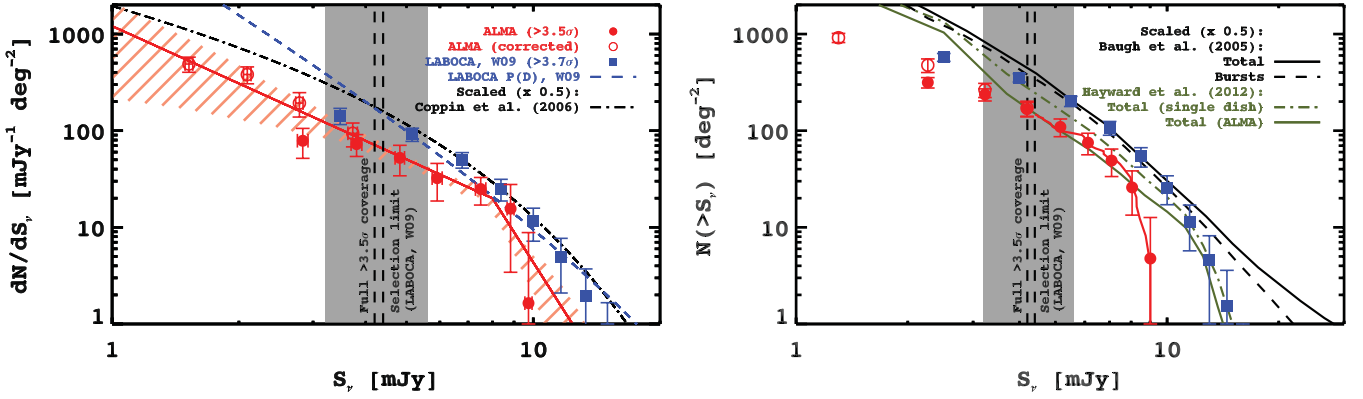 dN/dSν [mJy⁻¹ deg⁻²]
1000
100
10
1
ALMA (>3.5σ)
ALMA (corrected)
LABOCA, W09 (>3.7σ)
LABOCA P(D), W09
Scaled (x 0.5):
Coppin et al. (2006)
Full >3.5σ coverage
Selection limit
(LABOCA, W09)
1
10
Sν [mJy]
N(>Sν) [deg⁻²]
1000
100
10
1
Scaled (x 0.5):
Baugh et al. (2005):
Total
Bursts
Hayward et al. (2012):
Total (single dish)
Total (ALMA)
Full >3.5σ coverage
Selection limit
(LABOCA, W09)
1
10
Sν [mJy]